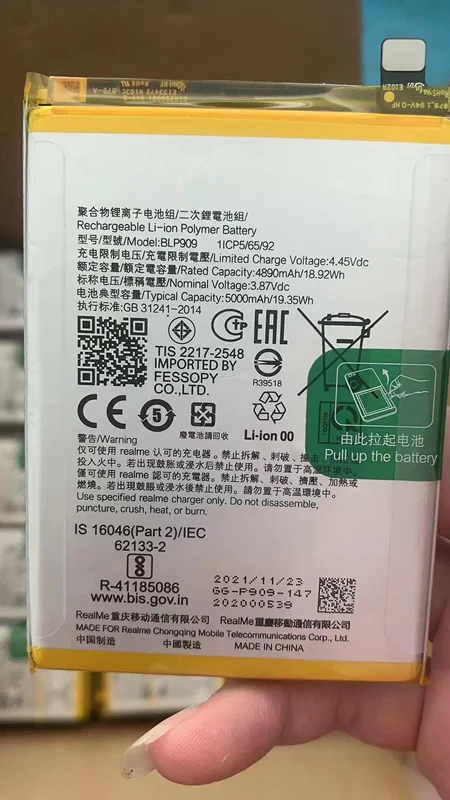 聚合物锂离子电池组/二次鋰電池組/
Rechargeable Li-ion Polymer Battery
型号/型號/Model:BLP909 1ICP5/65/92
充电限制电压/充電限制電壓/Limited Charge Voltage:4.45Vdc
额定容量/額定容量/Rated Capacity:4890mAh/18.92Wh
标称电压/標稱電壓/Nominal Voltage:3.87Vdc
电池典型容量/Typical Capacity:5000mAh/19.35Wh
执行标准:GB 31241-2014
TIS 2217-2548
IMPORTED BY
FESSOPY
CO.,LTD.
EAC
R39518
CE
5
廢電池請回收
Li-ion 00
realme
由此拉起电池
Pull up the battery
警告/Warning
仅可使用 realme 认可的充电器。禁止拆解、刺破、撞击
投入火中。若出现鼓胀或浸水后禁止使用。请勿置于高温环境中。
僅可使用 realme 認可的充電器。禁止拆解、刺破、擠壓、加熱或
燃燒。若出現鼓脹或浸水後禁止使用。請勿置於高溫環境中。
Use specified realme charger only. Do not disassemble,
puncture, crush, heat, or burn.
IS 16046(Part 2)/IEC
62133-2
R-41185086
www.bis.gov.in
2021/11/23
GG-P909-147
202000539
RealMe重庆移动通信有限公司 RealMe重慶移動通信有限公司
MADE FOR Realme Chongqing Mobile Telecommunications Corp., Ltd.
中国制造 中國製造 MADE IN CHINA